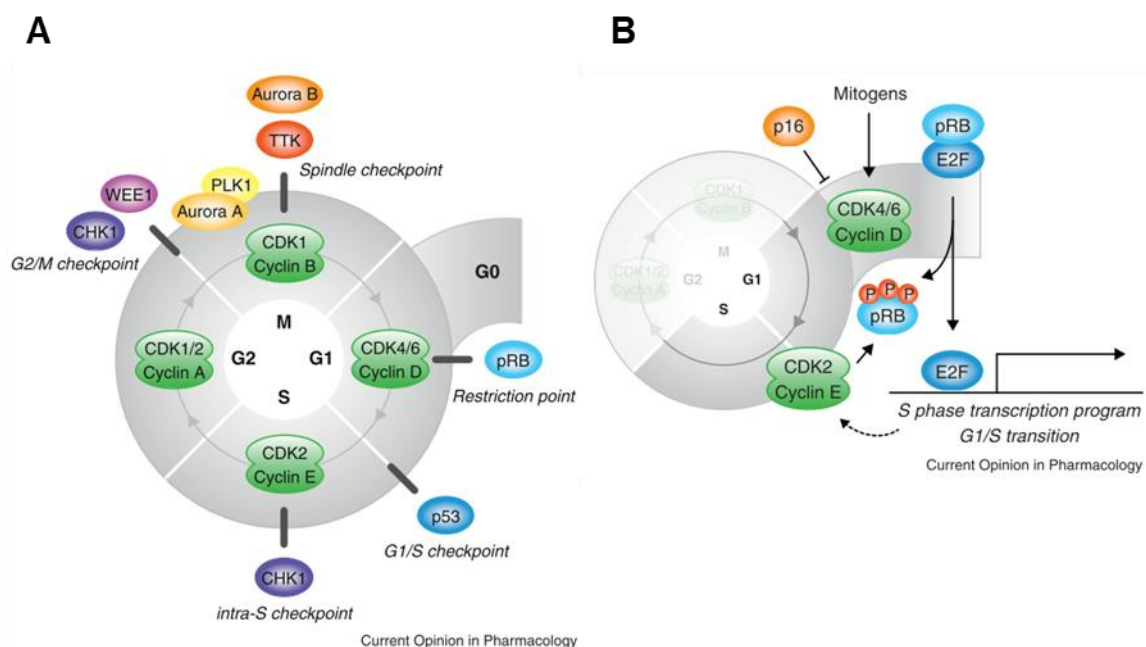 A
Aurora B
TTK
Spindle checkpoint
PLK1
Aurora A
WEE1
CHK1
G2/M checkpoint
CDK1
Cyclin B
G0
M
G2
G1
S
CDK1/2
Cyclin A
CDK4/6
Cyclin D
pRB
Restriction point
CDK2
Cyclin E
p53
G1/S checkpoint
CHK1
intra-S checkpoint
Current Opinion in Pharmacology
B
Mitogens
p16
pRB
E2F
CDK4/6
Cyclin D
CDK1
Cyclin B
M
G2
G1
S
CDK1/2
Cyclin A
P P P
pRB
CDK2
Cyclin E
E2F
S phase transcription program
G1/S transition
Current Opinion in Pharmacology